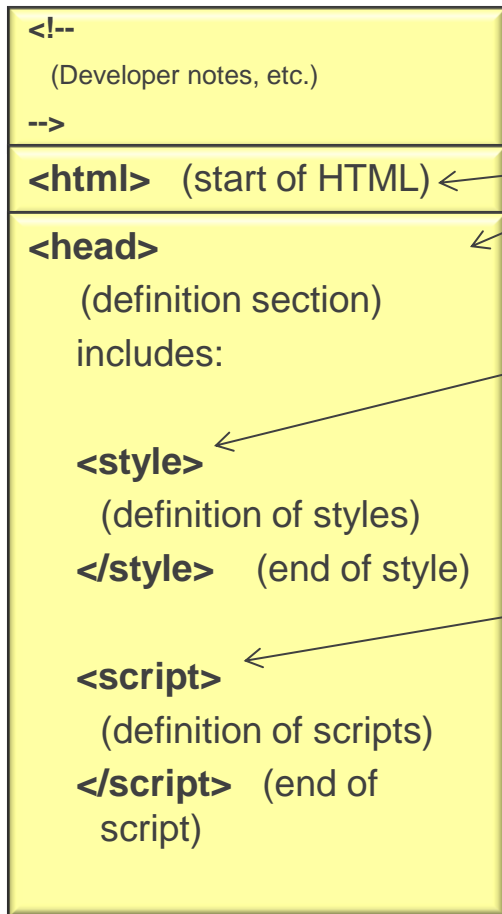 <!--
(Developer notes, etc.)
-->
<html> (start of HTML)
<head>
(definition section)
includes:
<style>
(definition of styles)
</style> (end of style)
<script>
(definition of scripts)
</script> (end of
script)